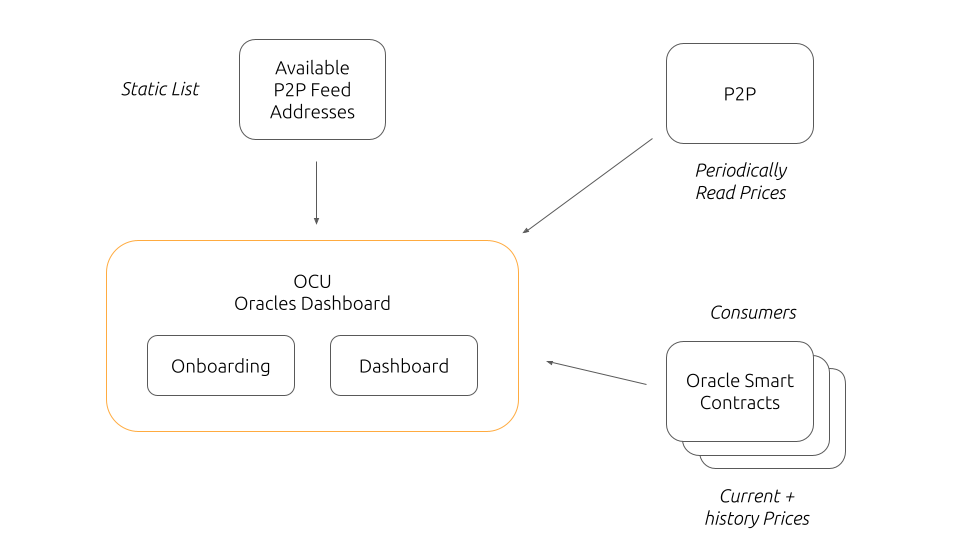 Static List
Available
P2P Feed
Addresses
P2P
Periodically
Read Prices
OCU
Oracles Dashboard
Onboarding
Dashboard
Consumers
Oracle Smart
Contracts
Current +
history Prices